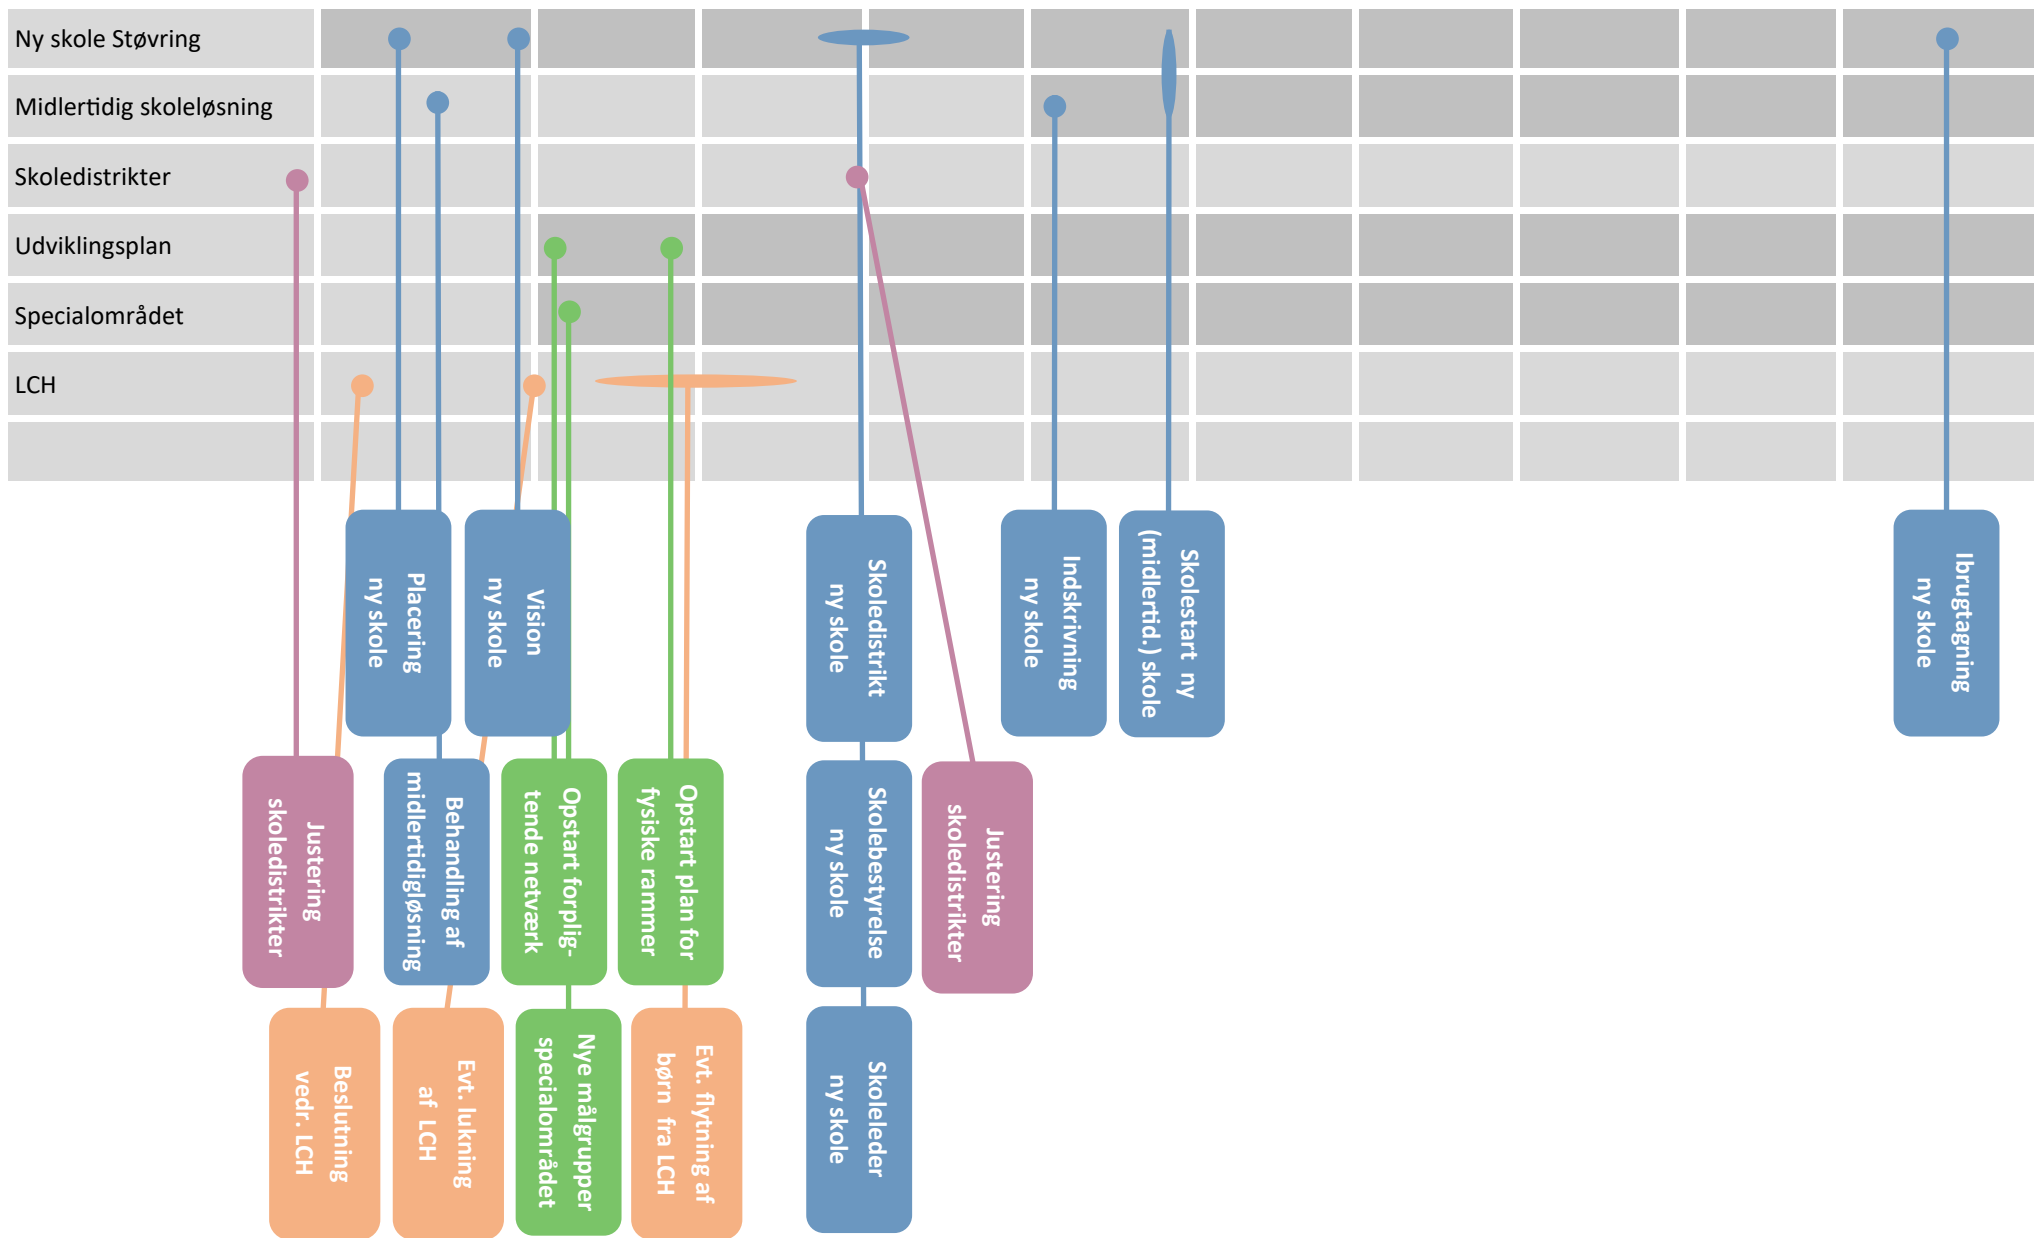 Ny skole Støvring
Midlertidig skoleløsning
Skoledistrikter
Udviklingsplan
Specialområdet
LCH
Placering
ny skole
Vision
ny skole
Skoledistrikt
ny skole
Indskrivning
ny skole
Skolestart ny
(midlertid.) skole
Ibrugtagning
ny skole
Justering
skoledistrikter
Behandling af
midlertidigløsning
Opstart forplig-
tende netværk
Opstart plan for
fysiske rammer
Skolebestyrelse
ny skole
Justering
skoledistrikter
Beslutning
vedr. LCH
Evt. lukning
af LCH
Nye målgrupper
specialområdet
Evt. flytning af
børn fra LCH
Skoleleder
ny skole